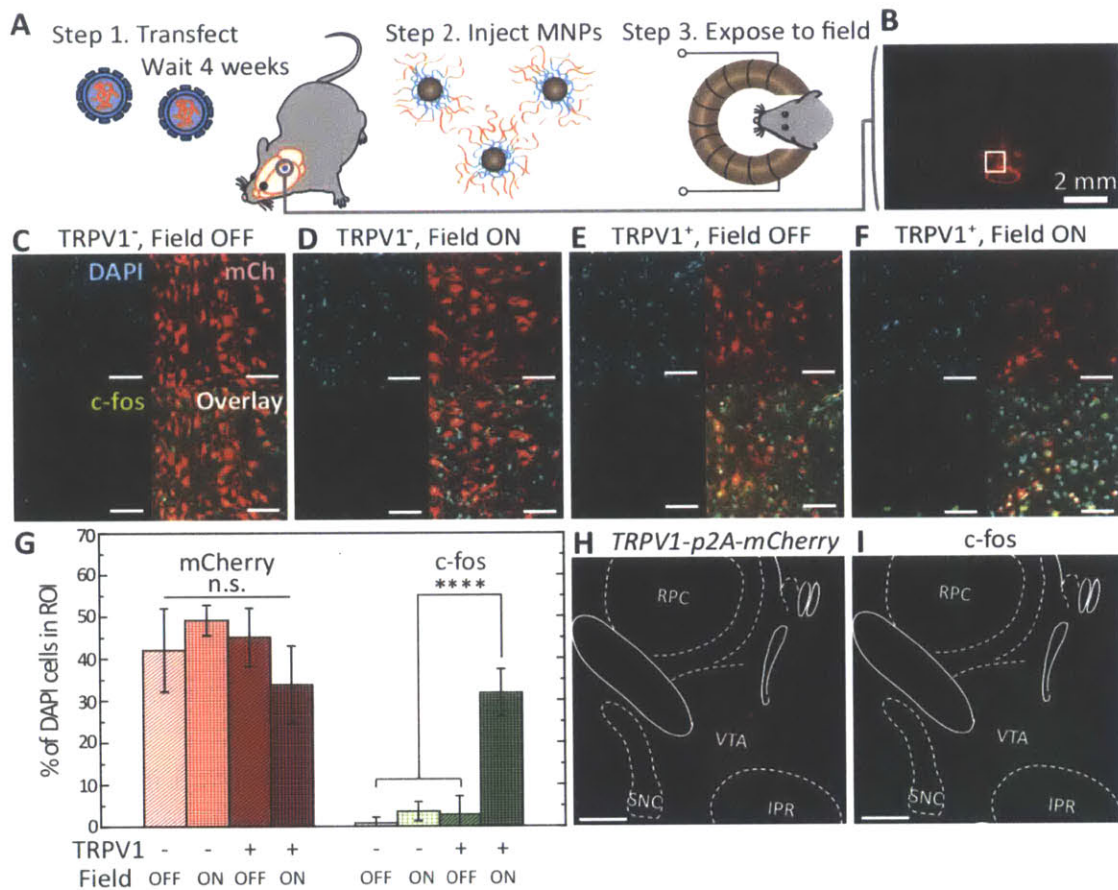 A
Step 1. Transfect
Wait 4 weeks
Step 2. Inject MNPs
Step 3. Expose to field
B
2 mm
C TRPV1⁻, Field OFF
D TRPV1⁻, Field ON
E TRPV1⁺, Field OFF
F TRPV1⁺, Field ON
DAPI
mCh
c-fos
Overlay
G
% of DAPI cells in ROI
70
60
50
40
30
20
10
0
mCherry
n.s.
c-fos
****
TRPV1 - - + + - - + +
Field OFF ON OFF ON OFF ON OFF ON
H TRPV1-p2A-mCherry
RPC
VTA
SNC
IPR
I c-fos
RPC
VTA
SNC
IPR